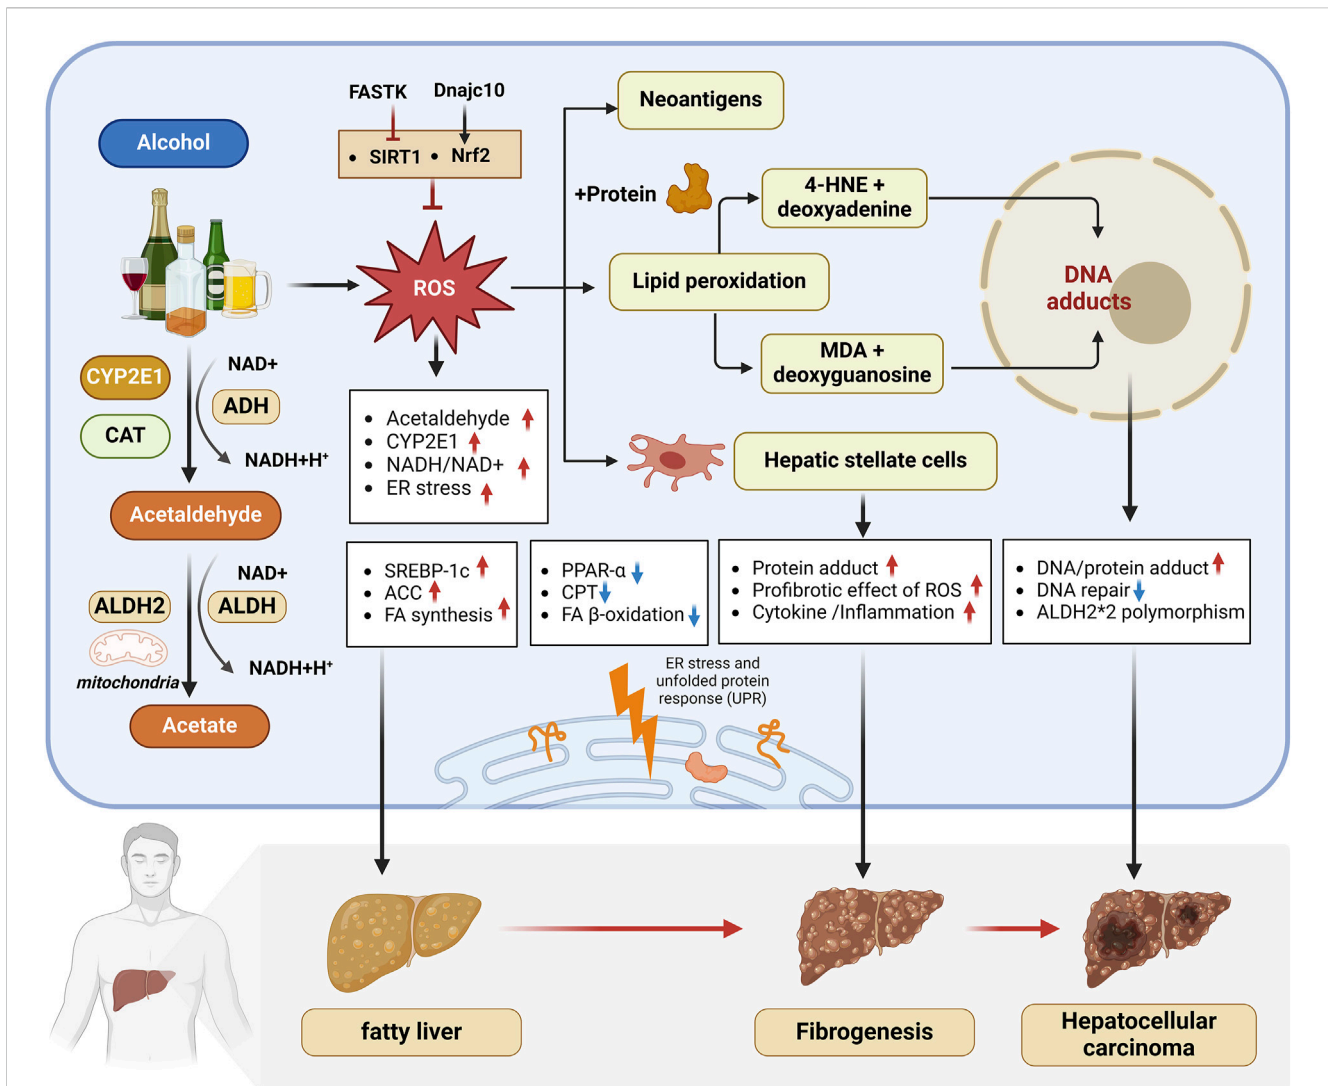 Alcohol
CYP2E1
CAT
NAD+
ADH
NADH+H⁺
Acetaldehyde
ALDH2
mitochondria
NAD+
ALDH
NADH+H⁺
Acetate
FASTK
Dnajc10
• SIRT1 • Nrf2
ROS
• Acetaldehyde
• CYP2E1
• NADH/NAD+
• ER stress
• SREBP-1c
• ACC
• FA synthesis
• PPAR-α
• CPT
• FA β-oxidation
Neoantigens
+Protein
4-HNE +
deoxyadenine
Lipid peroxidation
MDA +
deoxyguanosine
DNA
adducts
Hepatic stellate cells
• Protein adduct
• Profibrotic effect of ROS
• Cytokine /Inflammation
• DNA/protein adduct
• DNA repair
• ALDH2*2 polymorphism
ER stress and
unfolded protein
response (UPR)
fatty liver
Fibrogenesis
Hepatocellular
carcinoma